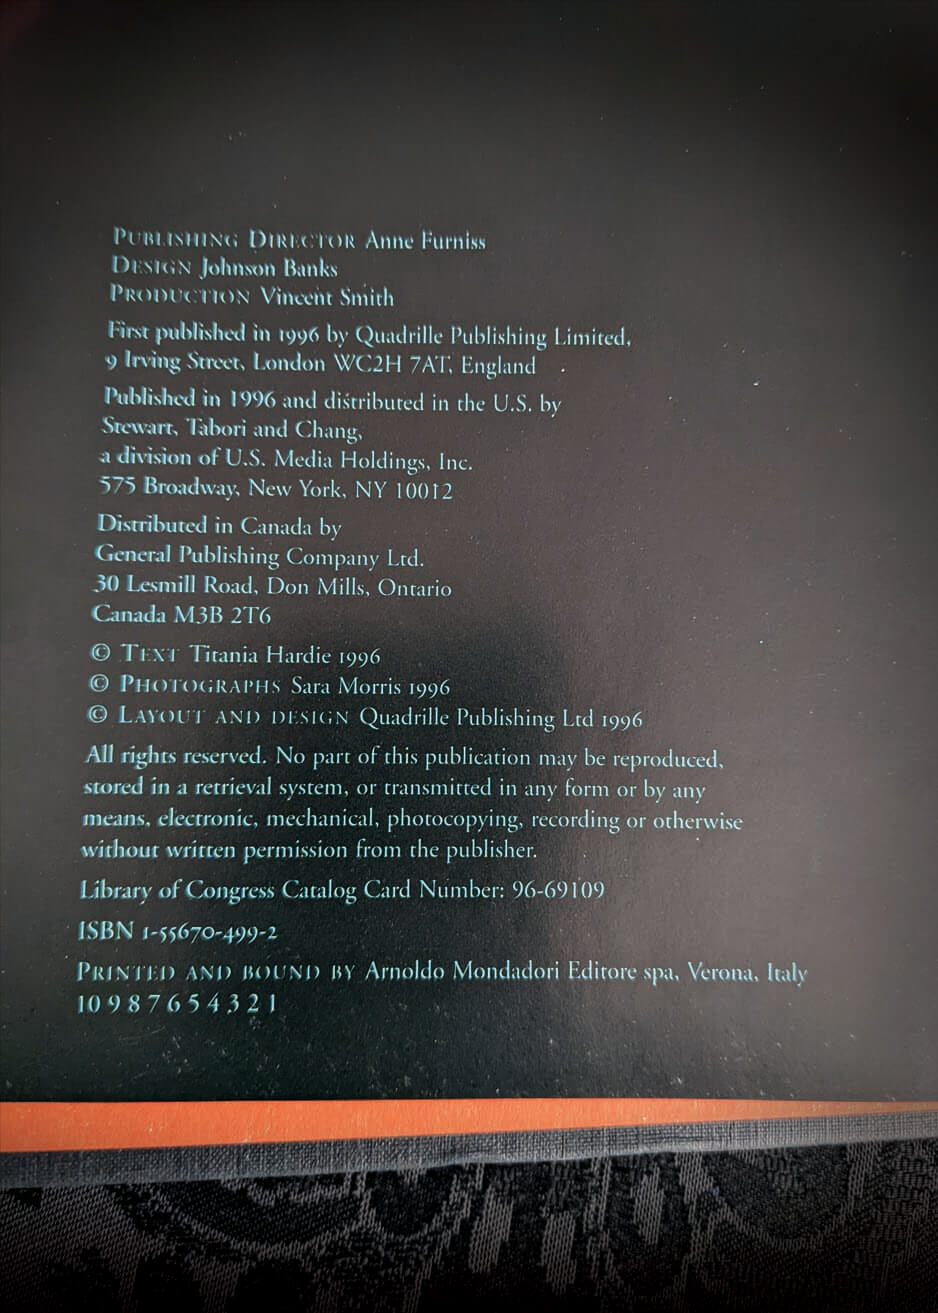 PUBLISHING DIRECTOR Anne Furniss
DESIGN Johnson Banks
PRODUCTION Vincent Smith
First published in 1996 by Quadrille Publishing Limited,
9 Irving Street, London WC2H 7AT, England
Published in 1996 and distributed in the U.S. by
Stewart, Tabori and Chang,
a division of U.S. Media Holdings, Inc.
575 Broadway, New York, NY 10012
Distributed in Canada by
General Publishing Company Ltd.
30 Lesmill Road, Don Mills, Ontario
Canada M3B 2T6
© TEXT Titania Hardie 1996
© PHOTOGRAPHS Sara Morris 1996
© LAYOUT AND DESIGN Quadrille Publishing Ltd 1996
All rights reserved. No part of this publication may be reproduced,
stored in a retrieval system, or transmitted in any form or by any
means, electronic, mechanical, photocopying, recording or otherwise
without written permission from the publisher.
Library of Congress Catalog Card Number: 96-69109
ISBN 1-55670-499-2
PRINTED AND BOUND BY Arnoldo Mondadori Editore spa, Verona, Italy
10 9 8 7 6 5 4 3 2 1